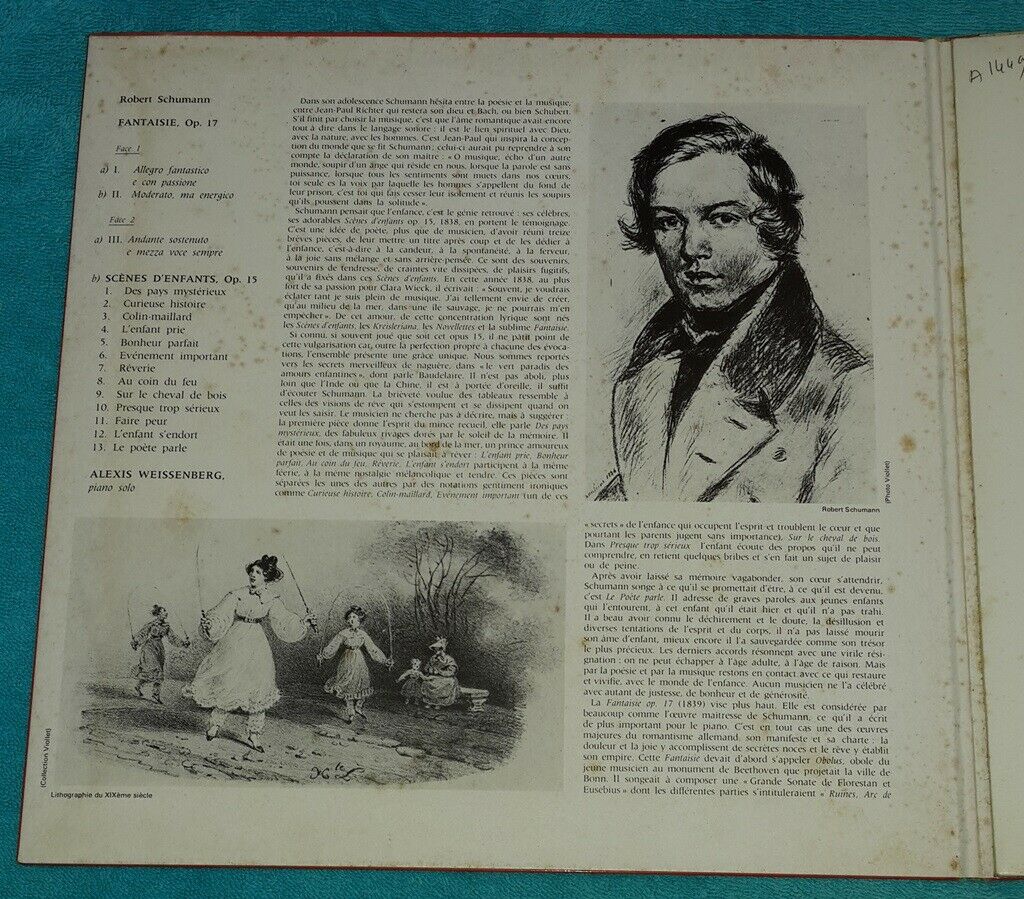 Robert Schumann
FANTAISIE, Op. 17
Face 1
a) I. Allegro fantastico
e con passione
b) II. Moderato, ma energico
Face 2
a) III. Andante sostenuto
e mezza voce sempre
b) SCÈNES D'ENFANTS, Op. 15
1. Des pays mystérieux
2. Curieuse histoire
3. Colin-maillard
4. L'enfant prie
5. Bonheur parfait
6. Evénement important
7. Rêverie
8. Au coin du feu
9. Sur le cheval de bois
10. Presque trop sérieux
11. Faire peur
12. L'enfant s'endort
13. Le poète parle
ALEXIS WEISSENBERG,
piano solo
Dans son adolescence Schumann hésita entre la poésie et la musique,
entre Jean-Paul Richter qui restera son dieu et Bach, ou bien Schubert.
S'il finit par choisir la musique, c'est que l'âme romantique avait encore
tout à dire dans le langage sonore : il est le lien spirituel avec Dieu,
avec la nature, avec les hommes. C'est Jean-Paul qui inspira la concep-
tion du monde que se fit Schumann ; celui-ci aurait pu reprendre à son
compte la déclaration de son maître : « O musique, écho d'un autre
monde, soupir d'un ange qui réside en nous, lorsque la parole est sans
puissance, lorsque tous les sentiments sont muets dans nos cœurs,
toi seule es la voix par laquelle les hommes s'appellent du fond de
leur prison, c'est toi qui fais cesser leur isolement et réunis les soupirs
qu'ils poussent dans la solitude ».
Schumann pensait que l'enfance, c'est le génie retrouvé : ses célèbres,
ses adorables Scènes d'enfants op. 15, 1838, en portent le témoignage.
C'est une idée de poète, plus que de musicien, d'avoir réuni treize
brèves pièces, de leur mettre un titre après coup et de les dédier à
l'enfance, c'est-à-dire à la candeur, à la spontanéité, à la ferveur,
à la joie sans mélange et sans arrière-pensée. Ce sont des souvenirs,
souvenirs de tendresse, de craintes vite dissipées, de plaisirs fugitifs,
qu'il a fixés dans ces Scènes d'enfants. En cette année 1838, au plus
fort de sa passion pour Clara Wieck, il écrivait : « Souvent, je voudrais
éclater tant je suis plein de musique. J'ai tellement envie de créer,
qu'au milieu de la mer, dans une île sauvage, je ne pourrais m'en
empêcher ». De cet amour, de cette concentration lyrique sont nés
les Scènes d'enfants, les Kreisleriana, les Novellettes et la sublime Fantaisie.
Si connu, si souvent joué que soit cet opus 15, il ne pâtit point de
cette vulgarisation car, outre la perfection propre à chacune des évoca-
tions, l'ensemble présente une grâce unique. Nous sommes reportés
vers les secrets merveilleux de naguère, dans « le vert paradis des
amours enfantines », dont parle Baudelaire. Il n'est pas aboli, plus
loin que l'Inde ou que la Chine, il est à portée d'oreille, il suffit
d'écouter Schumann. La brièveté voulue des tableaux ressemble à
celles des visions de rêve qui s'estompent et se dissipent quand on
veut les saisir. Le musicien ne cherche pas à décrire, mais à suggérer :
la première pièce donne l'esprit du mince recueil, elle parle Des pays
mystérieux, des fabuleux rivages dorés par le soleil de la mémoire. Il
était une fois, dans un royaume, au bord de la mer, un prince amoureux
de poésie et de musique qui se plaisait à rêver : L'enfant prie, Bonheur
parfait, Au coin du feu, Rêverie, L'enfant s'endort participent à la même
féerie, à la même nostalgie mélancolique et tendre. Ces pièces sont
séparées les unes des autres par des notations gentiment ironiques
comme Curieuse histoire, Colin-maillard, Evénement important (un de ces
(Photo Viollet)
Robert Schumann
« secrets » de l'enfance qui occupent l'esprit et troublent le cœur et que
pourtant les parents jugent sans importance), Sur le cheval de bois.
Dans Presque trop sérieux l'enfant écoute des propos qu'il ne peut
comprendre, en retient quelques bribes et s'en fait un sujet de plaisir
ou de peine.
Après avoir laissé sa mémoire vagabonder, son cœur s'attendrir,
Schumann songe à ce qu'il se promettait d'être, à ce qu'il est devenu,
c'est Le Poète parle. Il adresse de graves paroles aux jeunes enfants
qui l'entourent, à cet enfant qu'il était hier et qu'il n'a pas trahi.
Il a beau avoir connu le déchirement et le doute, la désillusion et
diverses tentations de l'esprit et du corps, il n'a pas laissé mourir
son âme d'enfant, mieux encore il l'a sauvegardée comme son trésor
le plus précieux. Les derniers accords résonnent avec une virile rési-
gnation : on ne peut échapper à l'âge adulte, à l'âge de raison. Mais
par la poésie et par la musique restons en contact avec ce qui restaure
et vivifie, avec le monde de l'enfance. Aucun musicien ne l'a célébré
avec autant de justesse, de bonheur et de générosité.
La Fantaisie op. 17 (1839) vise plus haut. Elle est considérée par
beaucoup comme l'œuvre maîtresse de Schumann, ce qu'il a écrit
de plus important pour le piano. C'est en tout cas une des œuvres
majeures du romantisme allemand, son manifeste et sa charte : la
douleur et la joie y accomplissent de secrètes noces et le rêve y établit
son empire. Cette Fantaisie devait d'abord s'appeler Obolus, obole du
jeune musicien au monument de Beethoven que projetait la ville de
Bonn. Il songeait à composer une « Grande Sonate de Florestan et
Eusebius » dont les différentes parties s'intituleraient « Ruines, Arc de
(Collection Viollet)
Lithographie du XIXème siècle